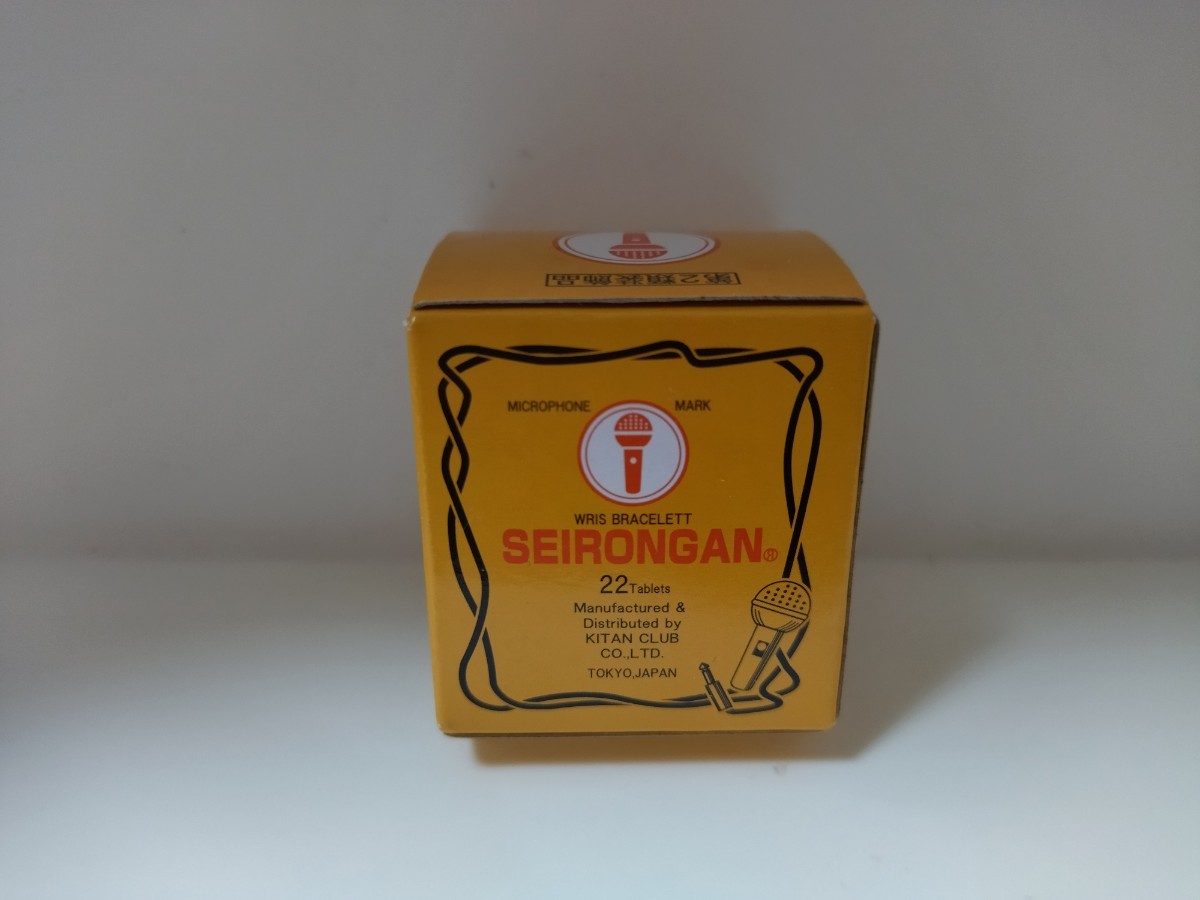 第2類装飾品
MICROPHONE MARK
WRIS BRACELETT
SEIRONGAN®
22Tablets
Manufactured &
Distributed by
KITAN CLUB
CO.,LTD.
TOKYO,JAPAN